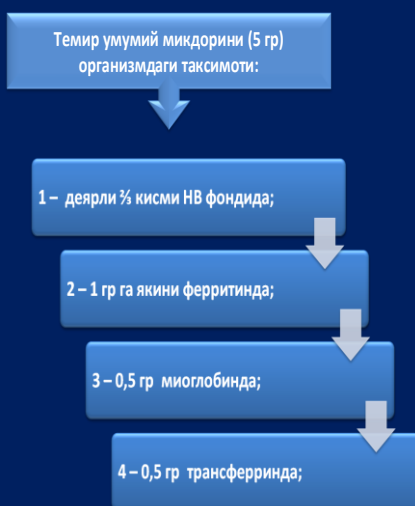 Темир умумий микдорини (5 гр)
организмдаги таксимоти:
1 – деярли ⅔ кисми НВ фондида;
2 – 1 гр га якини ферритинда;
3 – 0,5 гр миоглобинда;
4 – 0,5 гр трансферринда;